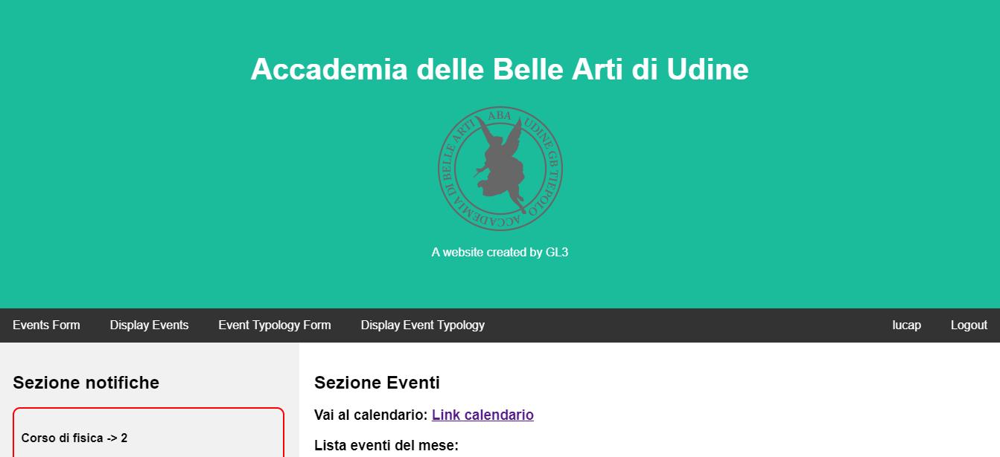 Accademia delle Belle Arti di Udine
ACCADEMIA DI BELLE ARTI ABA UDINE GB TIEPOLO
A website created by GL3
Events Form Display Events Event Typology Form Display Event Typology lucap Logout
Sezione notifiche
Corso di fisica -> 2
Sezione Eventi
Vai al calendario: Link calendario
Lista eventi del mese: